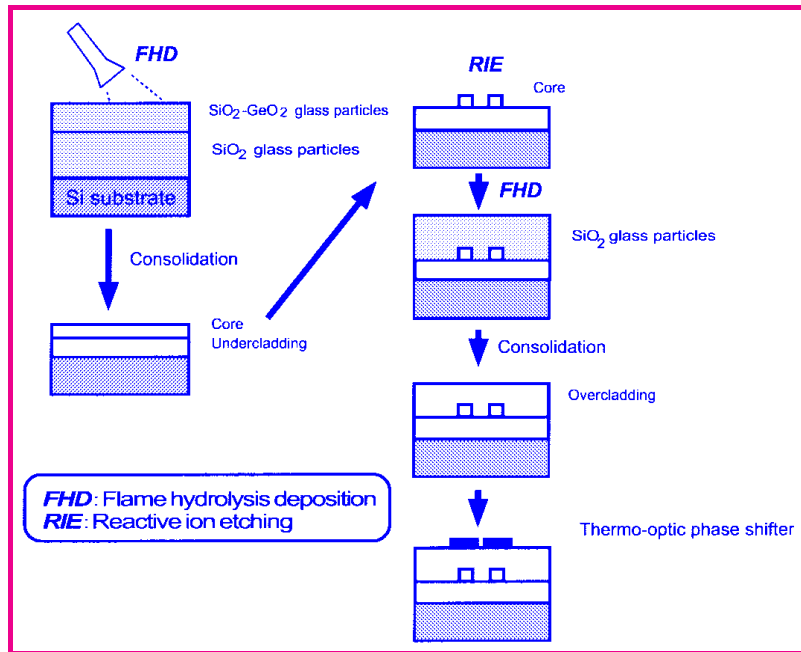 FHD
SiO2-GeO2 glass particles
SiO2 glass particles
Si substrate
Consolidation
Core
Undercladding
RIE
Core
FHD
SiO2 glass particles
Consolidation
Overcladding
Thermo-optic phase shifter
FHD: Flame hydrolysis deposition
RIE: Reactive ion etching